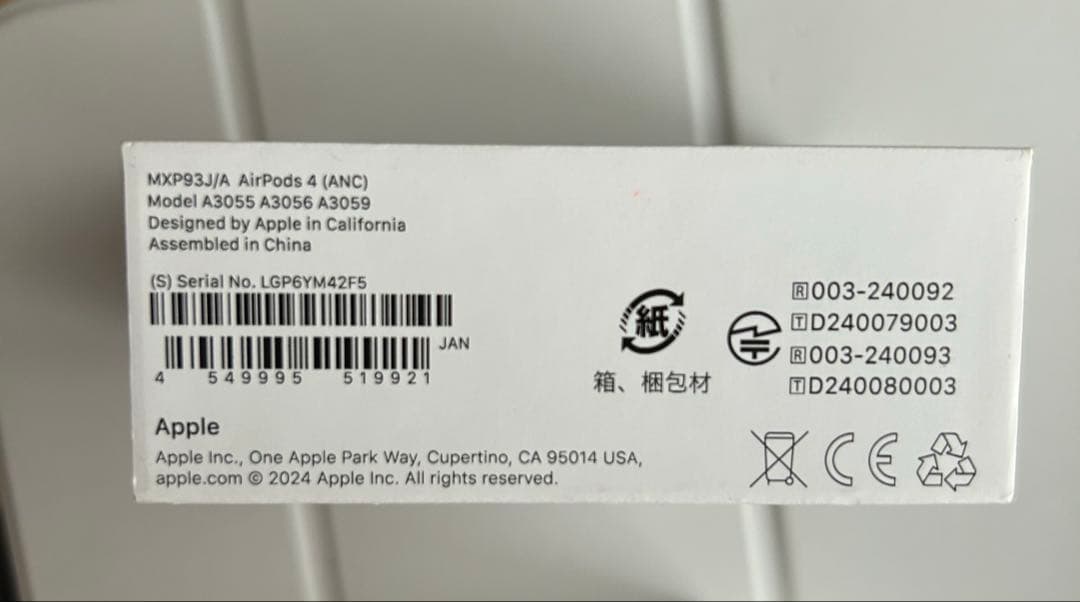 MXP93J/A AirPods 4 (ANC)
Model A3055 A3056 A3059
Designed by Apple in California
Assembled in China
(S) Serial No. LGP6YM42F5
JAN
4 549995 519921
Apple
Apple Inc., One Apple Park Way, Cupertino, CA 95014 USA,
apple.com © 2024 Apple Inc. All rights reserved.
紙
箱、梱包材
🅁003-240092
🅃D240079003
🅁003-240093
🅃D240080003
CE